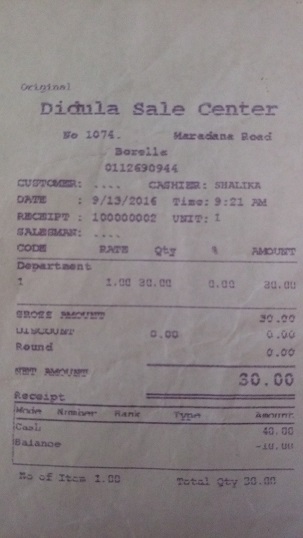 Original
Didula Sale Center
No 1074. Maradana Road
Borella
0112690944
CUSTOMER: .... CASHIER: SHALIKA
DATE : 9/13/2016 Time: 9:21 AM
RECEIPT : 100000002 UNIT: 1
SALESMAN: ....
CODE RATE Qty % AMOUNT
Department
1 1.00 30.00 0.00 30.00
GROSS AMOUNT 30.00
DISCOUNT 0.00 0.00
Round 0.00
NET AMOUNT 30.00
Receipt
Mode Number Bank Type Amount
Cash 40.00
Balance -10.00
No of Item 1.00 Total Qty 30.00